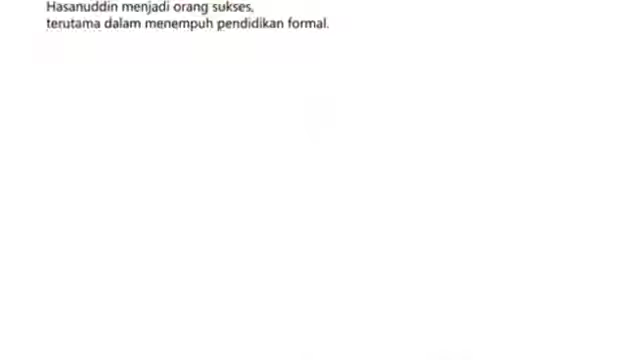 Hasanuddin menjadi orang sukses,
terutama dalam menempuh pendidikan formal.